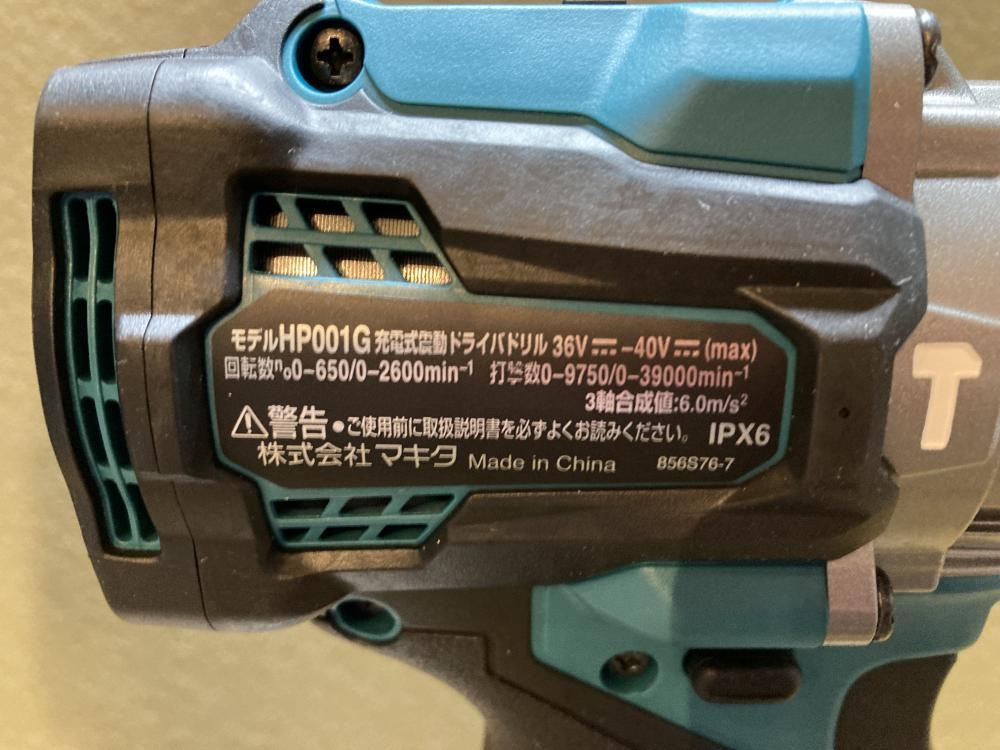 モデルHP001G 充電式震動ドライバドリル 36V⎓-40V⎓(max)
回転数n₀0-650/0-2600min⁻¹ 打撃数0-9750/0-39000min⁻¹
3軸合成値:6.0m/s²
⚠警告●ご使用前に取扱説明書を必ずよくお読みください。 IPX6
株式会社マキタ Made in China 856S76-7